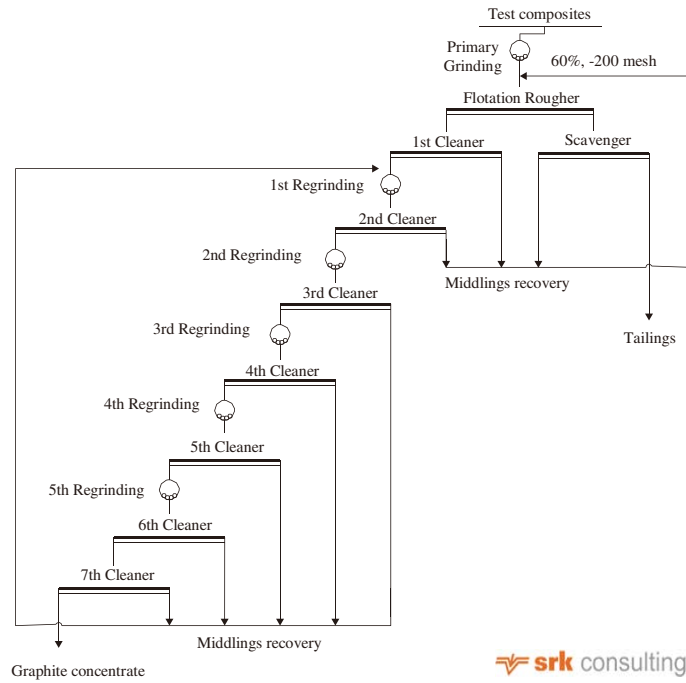 Test composites
Primary
Grinding
60%, -200 mesh
Flotation Rougher
1st Cleaner
Scavenger
1st Regrinding
2nd Cleaner
2nd Regrinding
Middlings recovery
3rd Cleaner
3rd Regrinding
Tailings
4th Cleaner
4th Regrinding
5th Cleaner
5th Regrinding
6th Cleaner
7th Cleaner
Middlings recovery
Graphite concentrate
srk consulting